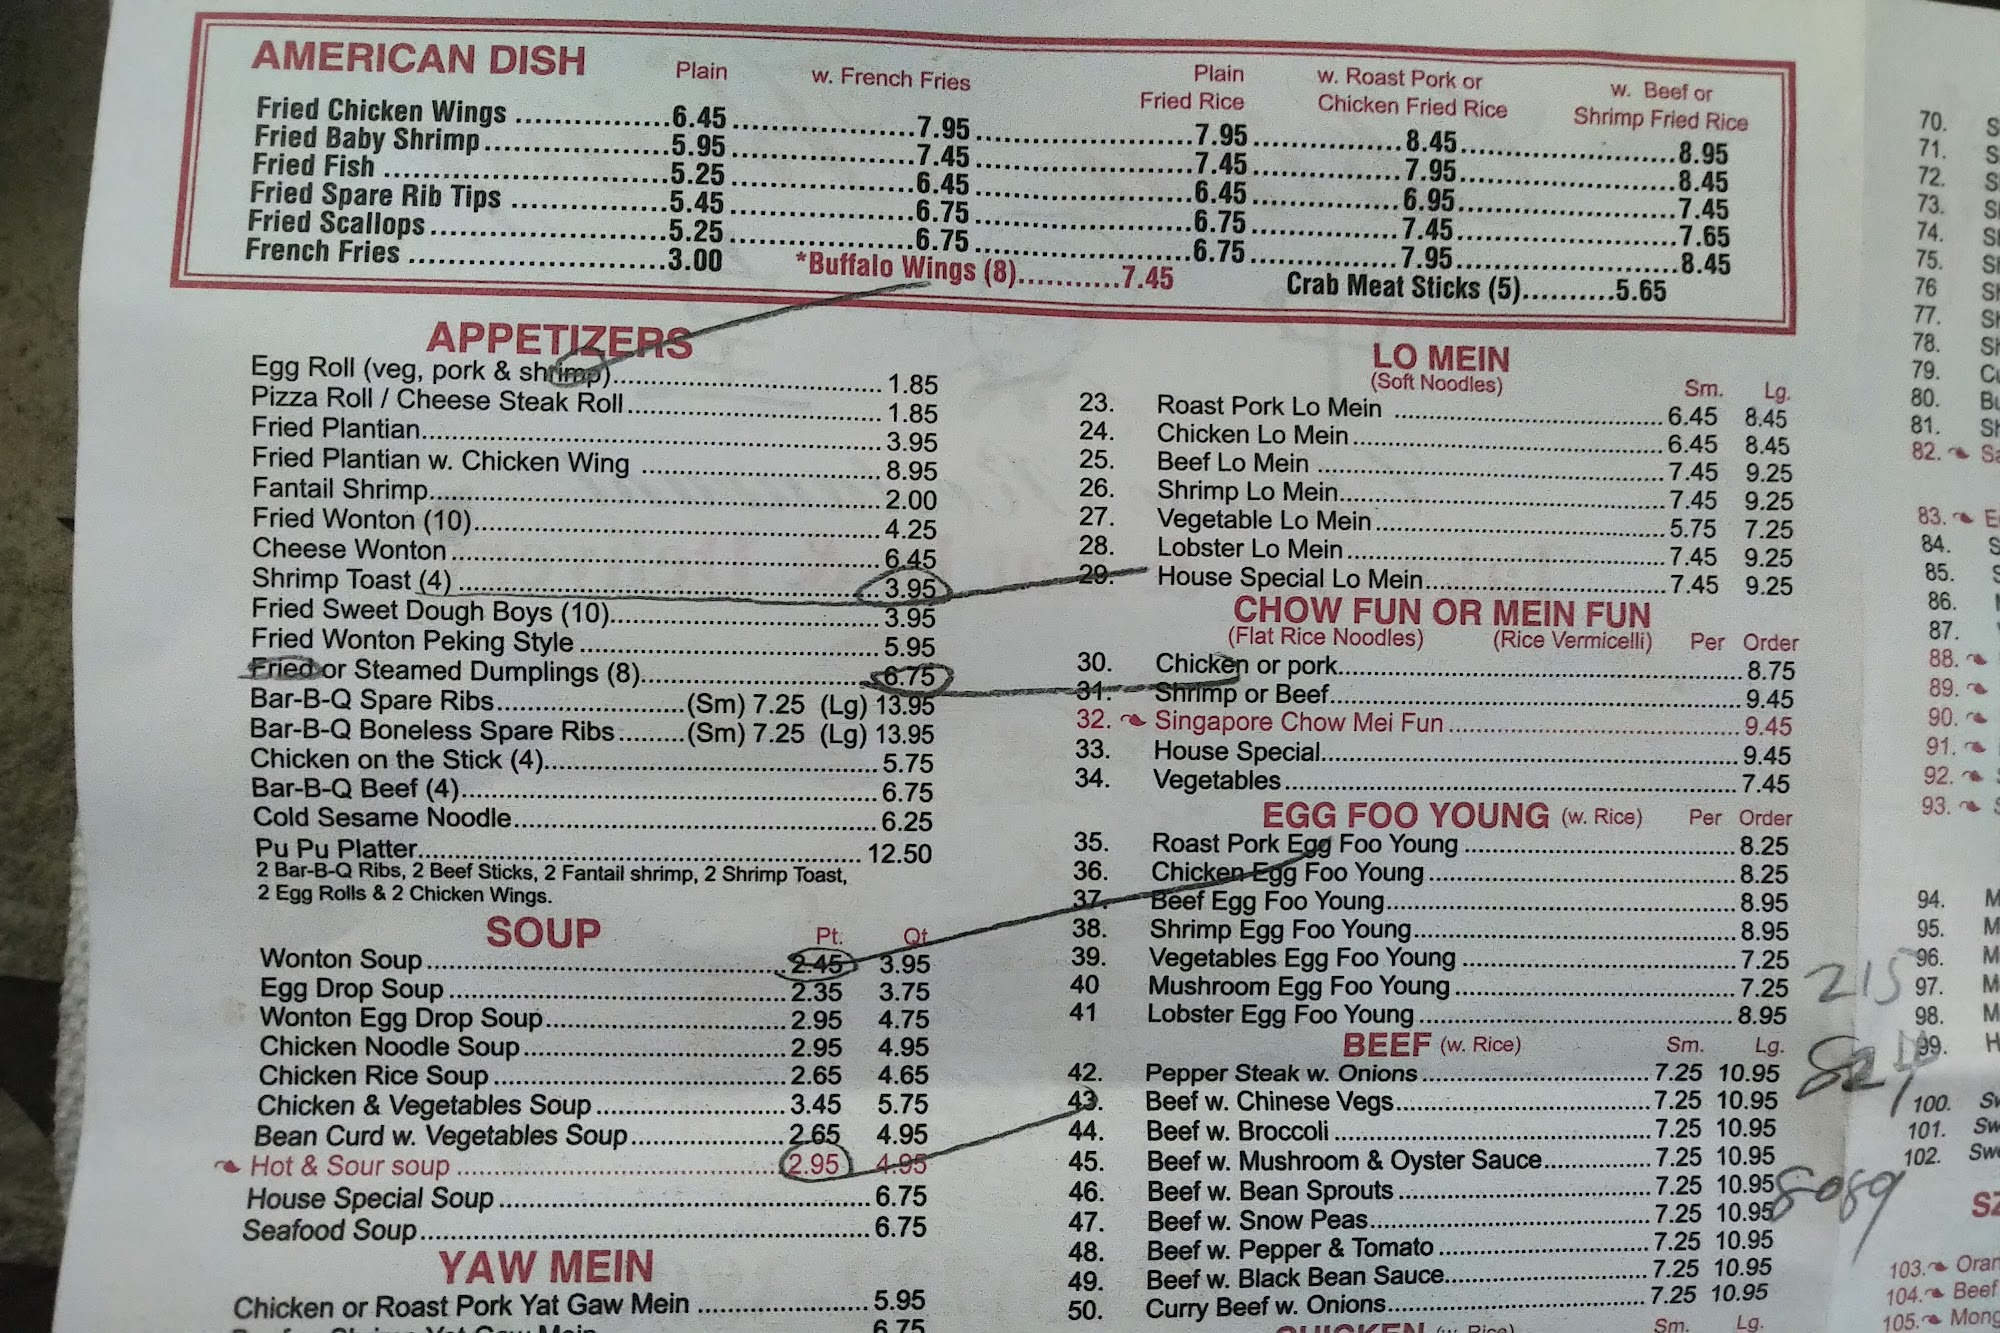 AMERICAN DISH Plain w. French Fries Plain Fried Rice w. Roast Pork or Chicken Fried Rice w. Beef or Shrimp Fried Rice
Fried Chicken Wings 6.45 7.95 7.95 8.45 8.95
Fried Baby Shrimp 5.95 7.45 7.45 7.95 8.45
Fried Fish 5.25 6.45 6.45 6.95 7.45
Fried Spare Rib Tips 5.45 6.75 6.75 7.45 7.65
Fried Scallops 5.25 6.75 6.75 7.95 8.45
French Fries 3.00 *Buffalo Wings (8) 7.45 Crab Meat Sticks (5) 5.65
APPETIZERS
Egg Roll (veg, pork & shrimp) 1.85
Pizza Roll / Cheese Steak Roll 1.85
Fried Plantian 3.95
Fried Plantian w. Chicken Wing 8.95
Fantail Shrimp 2.00
Fried Wonton (10) 4.25
Cheese Wonton 6.45
Shrimp Toast (4) 3.95
Fried Sweet Dough Boys (10) 3.95
Fried Wonton Peking Style 5.95
Fried or Steamed Dumplings (8) 6.75
Bar-B-Q Spare Ribs (Sm) 7.25 (Lg) 13.95
Bar-B-Q Boneless Spare Ribs (Sm) 7.25 (Lg) 13.95
Chicken on the Stick (4) 5.75
Bar-B-Q Beef (4) 6.75
Cold Sesame Noodle 6.25
Pu Pu Platter 12.50
2 Bar-B-Q Ribs, 2 Beef Sticks, 2 Fantail shrimp, 2 Shrimp Toast,
2 Egg Rolls & 2 Chicken Wings.
SOUP Pt. Qt
Wonton Soup 2.45 3.95
Egg Drop Soup 2.35 3.75
Wonton Egg Drop Soup 2.95 4.75
Chicken Noodle Soup 2.95 4.95
Chicken Rice Soup 2.65 4.65
Chicken & Vegetables Soup 3.45 5.75
Bean Curd w. Vegetables Soup 2.65 4.95
Hot & Sour soup 2.95 4.95
House Special Soup 6.75
Seafood Soup 6.75
YAW MEIN
Chicken or Roast Pork Yat Gaw Mein 5.95
6.75
LO MEIN
(Soft Noodles) Sm. Lg.
23. Roast Pork Lo Mein 6.45 8.45
24. Chicken Lo Mein 6.45 8.45
25. Beef Lo Mein 7.45 9.25
26. Shrimp Lo Mein 7.45 9.25
27. Vegetable Lo Mein 5.75 7.25
28. Lobster Lo Mein 7.45 9.25
29. House Special Lo Mein 7.45 9.25
CHOW FUN OR MEIN FUN
(Flat Rice Noodles) (Rice Vermicelli) Per Order
30. Chicken or pork 8.75
31. Shrimp or Beef 9.45
32. Singapore Chow Mei Fun 9.45
33. House Special 9.45
34. Vegetables 7.45
EGG FOO YOUNG (w. Rice) Per Order
35. Roast Pork Egg Foo Young 8.25
36. Chicken Egg Foo Young 8.25
37. Beef Egg Foo Young 8.95
38. Shrimp Egg Foo Young 8.95
39. Vegetables Egg Foo Young 7.25
40 Mushroom Egg Foo Young 7.25
41 Lobster Egg Foo Young 8.95
BEEF (w. Rice) Sm. Lg.
42. Pepper Steak w. Onions 7.25 10.95
43. Beef w. Chinese Vegs 7.25 10.95
44. Beef w. Broccoli 7.25 10.95
45. Beef w. Mushroom & Oyster Sauce 7.25 10.95
46. Beef w. Bean Sprouts 7.25 10.95
47. Beef w. Snow Peas 7.25 10.95
48. Beef w. Pepper & Tomato 7.25 10.95
49. Beef w. Black Bean Sauce 7.25 10.95
50. Curry Beef w. Onions 7.25 10.95
CHICKEN (w. Rice) Sm. Lg.
215
8089
70.
71.
72.
73.
74.
75.
76
77.
78.
79.
80.
81.
82.
83.
84.
85.
86.
87.
88.
89.
90.
91.
92.
93.
94.
95.
96.
97.
98.
99.
100.
101.
102.
103.
104. Beef
105.